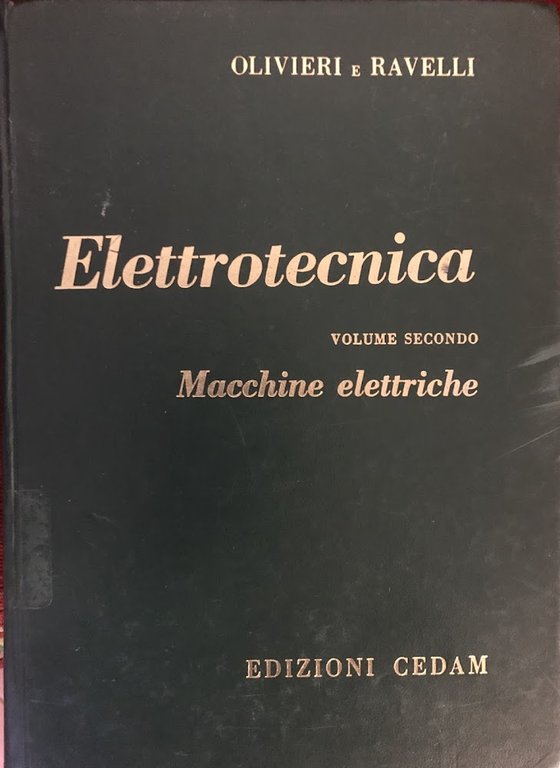 OLIVIERI E RAVELLI
Elettrotecnica
VOLUME SECONDO
Macchine elettriche
EDIZIONI CEDAM